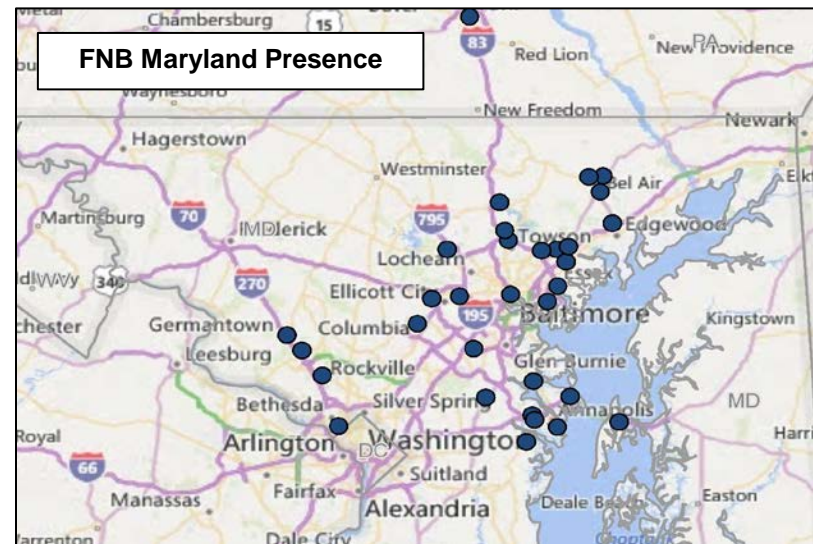 FNB Maryland Presence
Chambersburg
15
83
Red Lion
New Providence
PA
Waynesboro
New Freedom
Newark
Hagerstown
Westminster
Bel Air
Martinsburg
70
MD
795
Towson
Edgewood
Lochearn
Essex
WV
340
270
Ellicott City
195
Baltimore
Germantown
Columbia
Kingstown
Leesburg
Rockville
Glen Burnie
Bethesda
Silver Spring
Annapolis
MD
Royal
Arlington
Washington
DC
66
Suitland
Fairfax
Manassas
Alexandria
Deale
Easton
Dale City
Choptank